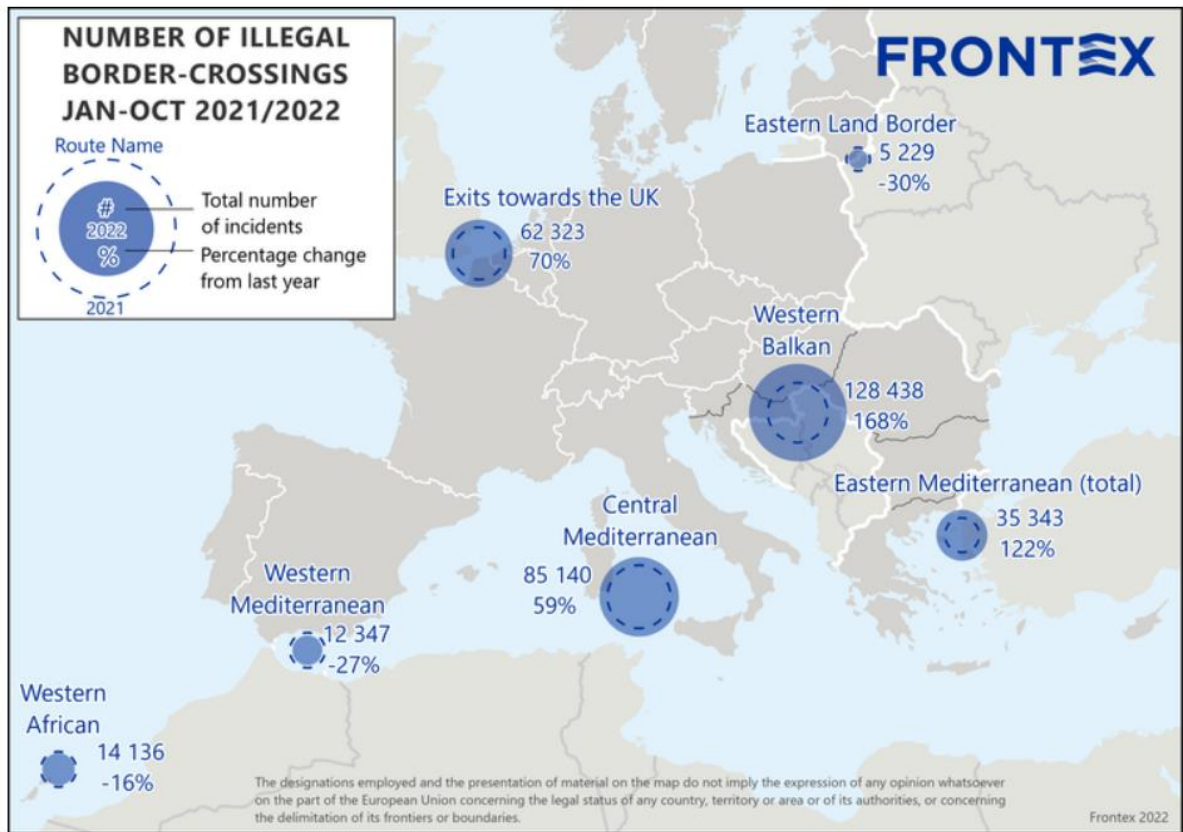 NUMBER OF ILLEGAL
BORDER-CROSSINGS
JAN-OCT 2021/2022
Route Name
#
2022
%
Total number
of incidents
Percentage change
from last year
2021
FRONTEX
Eastern Land Border
5 229
-30%
Exits towards the UK
62 323
70%
Western
Balkan
128 438
168%
Eastern Mediterranean (total)
35 343
122%
Central
Mediterranean
85 140
59%
Western
Mediterranean
12 347
-27%
Western
African
14 136
-16%
The designations employed and the presentation of material on the map do not imply the expression of any opinion whatsoever
on the part of the European Union concerning the legal status of any country, territory or area or of its authorities, or concerning
the delimitation of its frontiers or boundaries.
Frontex 2022